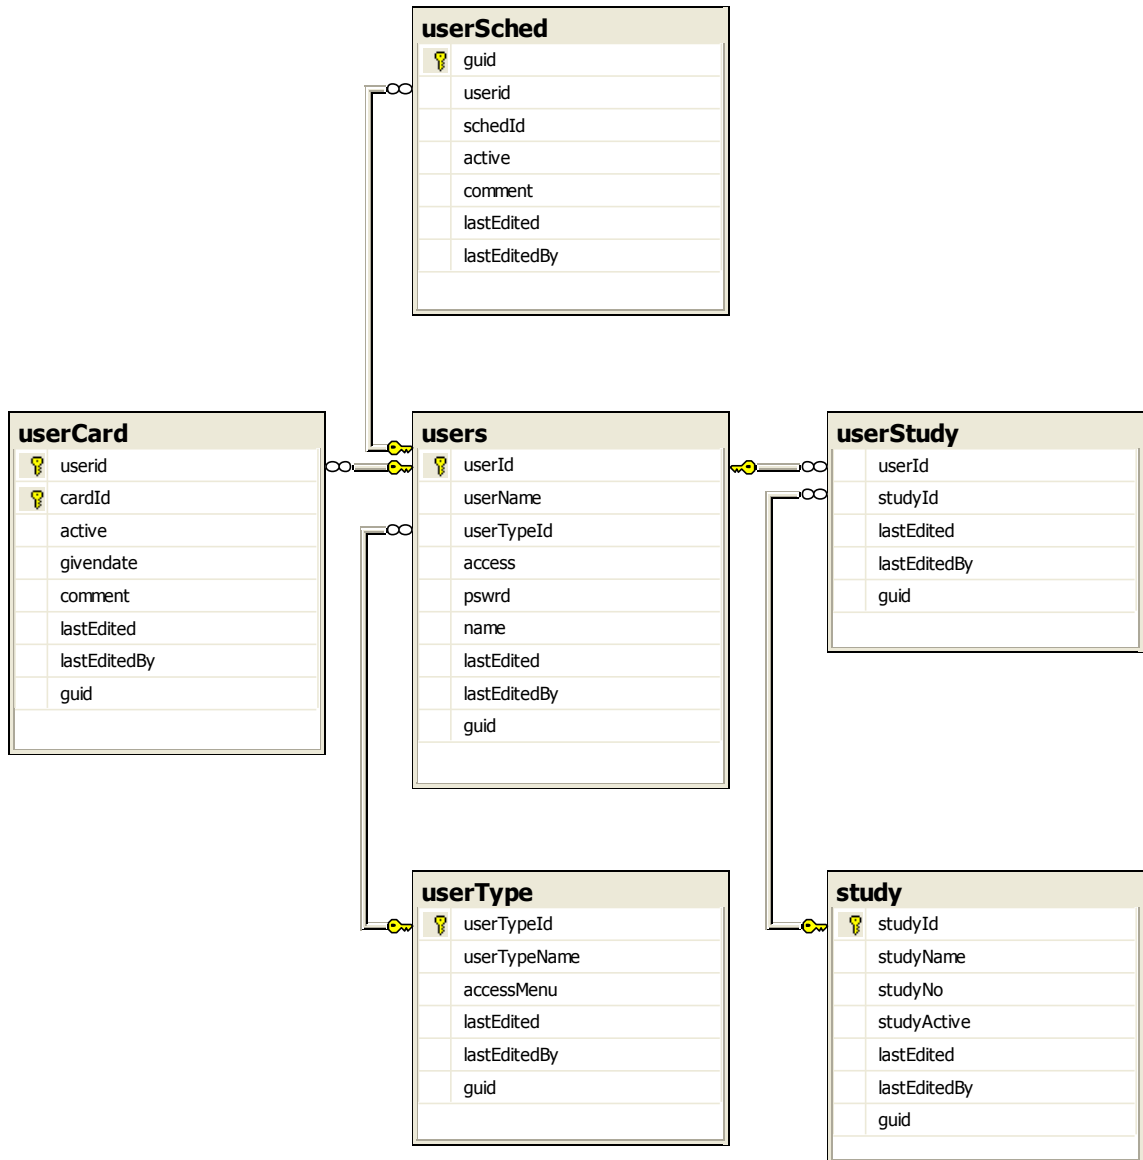 userSched
guid
userid
schedId
active
comment
lastEdited
lastEditedBy
userCard
userid
cardId
active
givendate
comment
lastEdited
lastEditedBy
guid
users
userId
userName
userTypeId
access
pswrd
name
lastEdited
lastEditedBy
guid
userStudy
userId
studyId
lastEdited
lastEditedBy
guid
userType
userTypeId
userTypeName
accessMenu
lastEdited
lastEditedBy
guid
study
studyId
studyName
studyNo
studyActive
lastEdited
lastEditedBy
guid